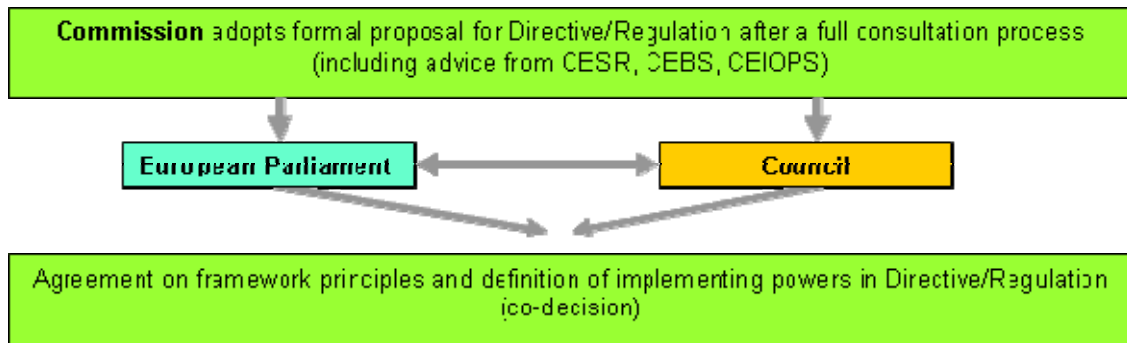 Commission adopts formal proposal for Directive/Regulation after a full consultation process
(including advice from CESR, CEBS, CEIOPS)
European Parliament
Council
Agreement on framework principles and definition of implementing powers in Directive/Regulation
(co-decision)